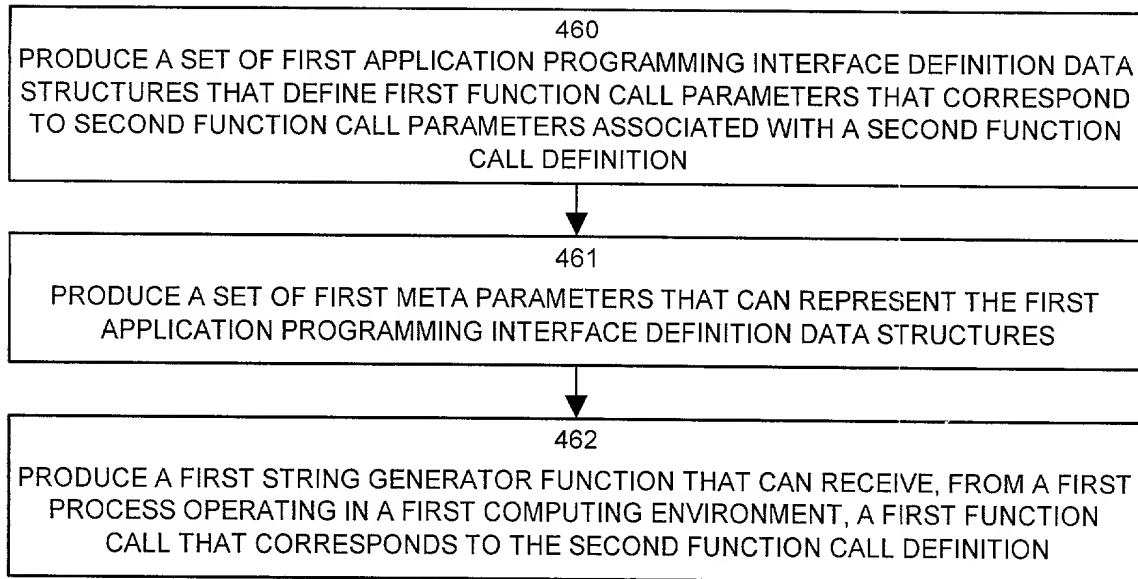 460
PRODUCE A SET OF FIRST APPLICATION PROGRAMMING INTERFACE DEFINITION DATA
STRUCTURES THAT DEFINE FIRST FUNCTION CALL PARAMETERS THAT CORRESPOND
TO SECOND FUNCTION CALL PARAMETERS ASSOCIATED WITH A SECOND FUNCTION
CALL DEFINITION
461
PRODUCE A SET OF FIRST META PARAMETERS THAT CAN REPRESENT THE FIRST
APPLICATION PROGRAMMING INTERFACE DEFINITION DATA STRUCTURES
462
PRODUCE A FIRST STRING GENERATOR FUNCTION THAT CAN RECEIVE, FROM A FIRST
PROCESS OPERATING IN A FIRST COMPUTING ENVIRONMENT, A FIRST FUNCTION
CALL THAT CORRESPONDS TO THE SECOND FUNCTION CALL DEFINITION